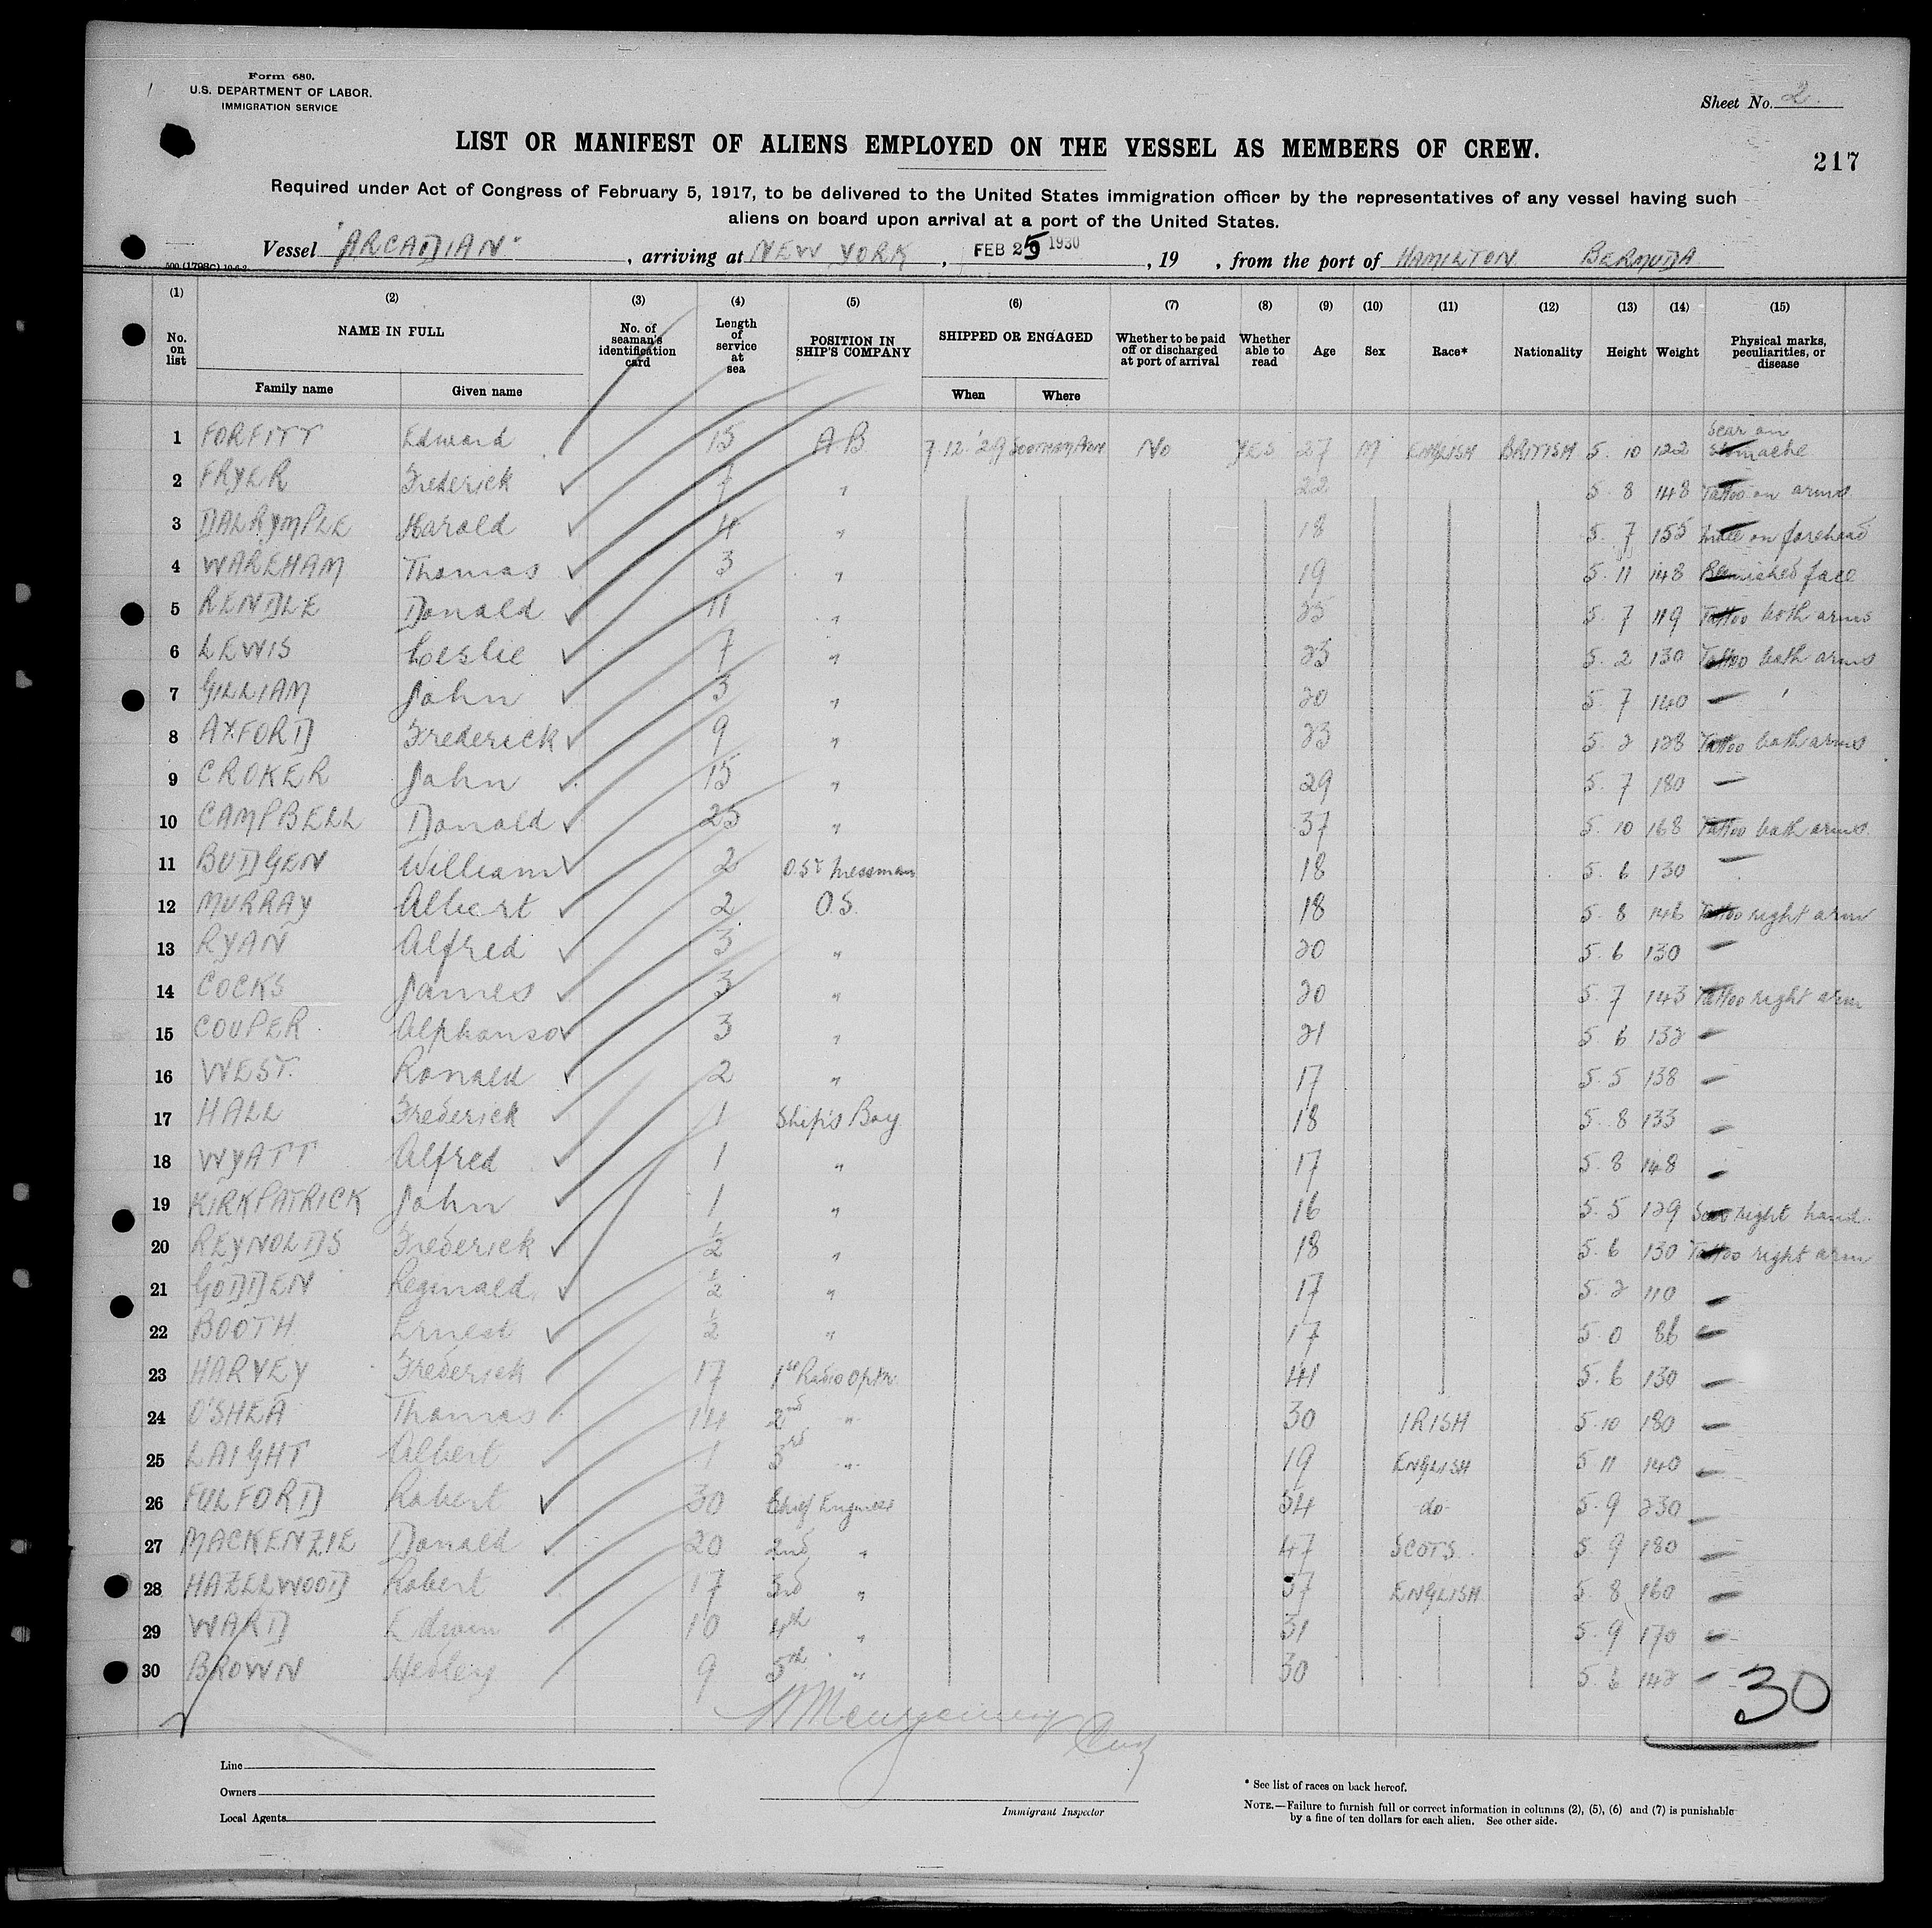 Form 680.
U.S. DEPARTMENT OF LABOR.
IMMIGRATION SERVICE
Sheet No. 2.
LIST OR MANIFEST OF ALIENS EMPLOYED ON THE VESSEL AS MEMBERS OF CREW.
217
Required under Act of Congress of February 5, 1917, to be delivered to the United States immigration officer by the representatives of any vessel having such
aliens on board upon arrival at a port of the United States.
Vessel "ARCADIAN", arriving at NEW YORK, FEB 25 1930, 19 , from the port of HAMILTON BERMUDA
(1) (2) (3) (4) (5) (6) (7) (8) (9) (10) (11) (12) (13) (14) (15)
No. on list NAME IN FULL No. of seaman's identification card Length of service at sea POSITION IN SHIP'S COMPANY SHIPPED OR ENGAGED Whether to be paid off or discharged at port of arrival Whether able to read Age Sex Race* Nationality Height Weight Physical marks, peculiarities, or disease
Family name Given name When Where
1 FORFITT Edward 15 A B 7.12.'29 SOUTHAMPTON No YES 27 M ENGLISH BRITISH 5. 10 122 Scar on stomache
2 FRYER Frederick 7 " 22 5. 8 148 Tattoo on arms
3 DALRYMPLE Harold 4 " 18 5. 7 155 on forehead
4 WAREHAM Thomas 3 " 19 5. 11 148 Blemished face
5 RENDLE Donald 11 " 25 5. 7 119 Tattoo both arms
6 LEWIS Leslie 7 " 23 5. 2 130 Tattoo both arms
7 GILLIAM John 3 " 20 5. 7 140 —
8 AXFORD Frederick 9 " 23 5. 2 128 Tattoo both arms
9 CROKER John 15 " 29 5. 7 180 —
10 CAMPBELL Donald 23 " 37 5. 10 168 Tattoo both arms
11 BUDGEN William 2 O.S. Messman 18 5. 6 130 —
12 MURRAY Albert 2 O.S. 18 5. 8 146 Tattoo right arm
13 RYAN Alfred 3 " 20 5. 6 130 —
14 COCKS James 3 " 20 5. 7 143 Tattoo right arm
15 COUPER Alphonso 3 " 21 5. 6 132 —
16 WEST. Ronald 2 " 17 5. 5 138 —
17 HALL Frederick 1 Ship's Boy 18 5. 8 133 —
18 WYATT Alfred 1 " 17 5. 8 148 —
19 KIRKPATRICK John 1 " 16 5. 5 129 Scar right hand.
20 REYNOLDS Frederick 1/2 " 18 5. 6 130 Tattoo right arm
21 GODDEN Reginald 1/2 " 17 5. 2 110 —
22 BOOTH Ernest 1/2 " 17 5. 0 86 —
23 HARVEY Frederick 17 1st Radio Optr. 41 5. 6 130 —
24 O'SHEA Thomas 14 2nd " 30 IRISH 5. 10 180 —
25 LAIGHT Albert 1 3rd " 19 ENGLISH 5 11 140 —
26 FULFORD Robert 30 Chief Engineer 54 do 5. 9 230 —
27 MACKENZIE Donald 20 2nd " 47 SCOTS. 5. 9 180 —
28 HAZELWOOD Robert 17 3rd " 37 ENGLISH 5. 8 160 —
29 WARD Edwin 10 4th " 31 5. 9 170 —
30 BROWN Hedley 9 5th " 30 5. 6 142 —
30
Line
Owners
Local Agents
Immigrant Inspector
* See list of races on back hereof.
NOTE.—Failure to furnish full or correct information in columns (2), (5), (6) and (7) is punishable
by a fine of ten dollars for each alien. See other side.